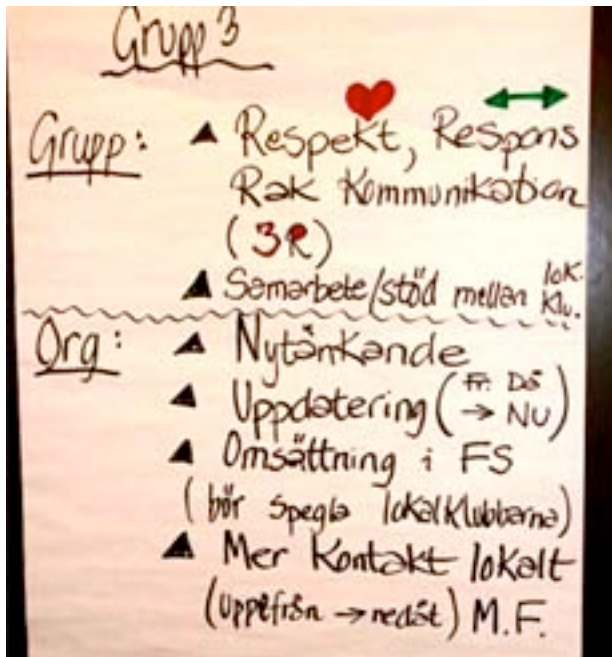 Grupp 3
Grupp: ▲ Respekt, Respons
Rak Kommunikation
(3R)
▲ Samarbete/stöd mellan lok. klu.
Org: ▲ Nytänkande
▲ Uppdatering (Fr. Då → NU)
▲ Omsättning i FS
(bör spegla lokalklubbarna)
▲ Mer kontakt lokalt
(uppifrån → nedåt) M.F.